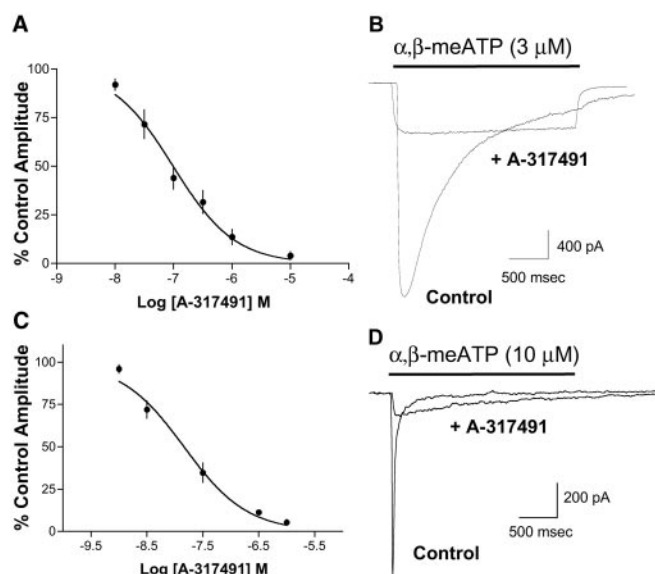 A
100
75
50
25
0
% Control Amplitude
-9 -8 -7 -6 -5 -4
Log [A-317491] M
B
α,β-meATP (3 μM)
+ A-317491
400 pA
500 msec
Control
C
100
75
50
25
0
% Control Amplitude
-9.5 -8.5 -7.5 -6.5 -5.5
Log [A-317491] M
D
α,β-meATP (10 μM)
+ A-317491
200 pA
500 msec
Control